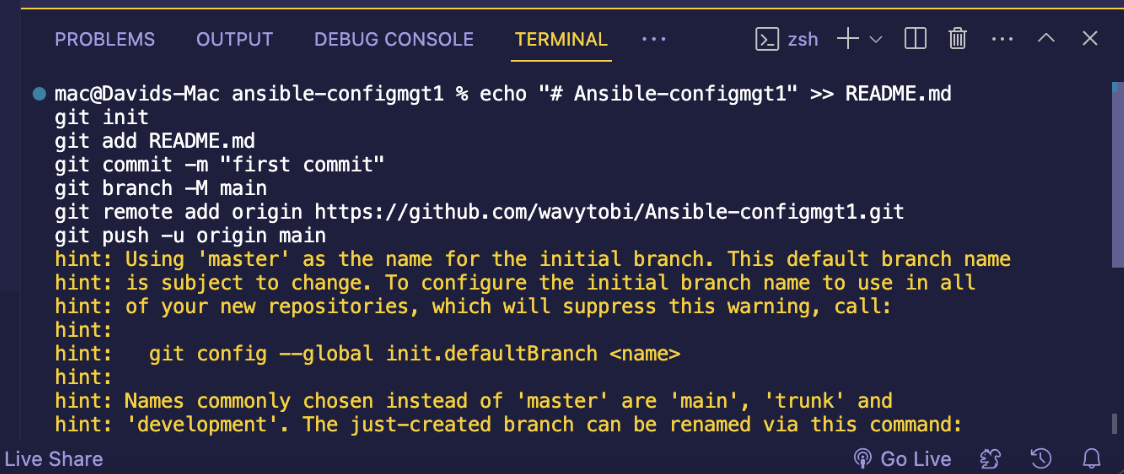 PROBLEMS OUTPUT DEBUG CONSOLE TERMINAL ··· zsh
mac@Davids-Mac ansible-configmgt1 % echo "# Ansible-configmgt1" >> README.md
git init
git add README.md
git commit -m "first commit"
git branch -M main
git remote add origin https://github.com/wavytobi/Ansible-configmgt1.git
git push -u origin main
hint: Using 'master' as the name for the initial branch. This default branch name
hint: is subject to change. To configure the initial branch name to use in all
hint: of your new repositories, which will suppress this warning, call:
hint:
hint:   git config --global init.defaultBranch <name>
hint:
hint: Names commonly chosen instead of 'master' are 'main', 'trunk' and
hint: 'development'. The just-created branch can be renamed via this command:
Live Share Go Live